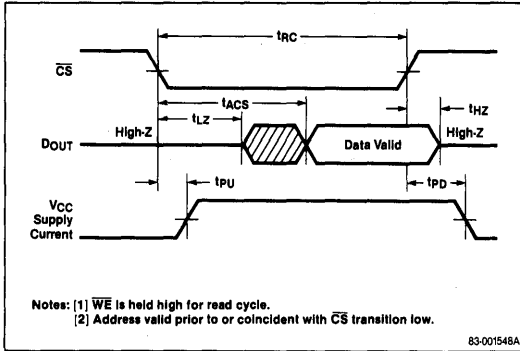 tRC
CS
tACS
tLZ
tHZ
High-Z
High-Z
DOUT
Data Valid
tPU
tPD
VCC
Supply
Current
Notes: [1] WE is held high for read cycle.
[2] Address valid prior to or coincident with CS transition low.
83-001548A